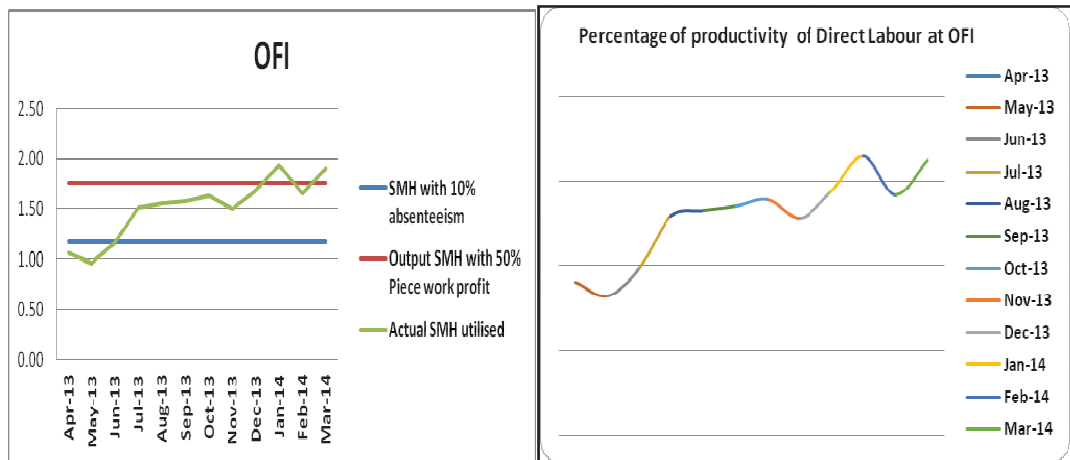 OFI
2.50
2.00
1.50
1.00
0.50
0.00
Apr-13
May-13
Jun-13
Jul-13
Aug-13
Sep-13
Oct-13
Nov-13
Dec-13
Jan-14
Feb-14
Mar-14
SMH with 10%
absenteeism
Output SMH with 50%
Piece work profit
Actual SMH utilised
Percentage of productivity of Direct Labour at OFI
Apr-13
May-13
Jun-13
Jul-13
Aug-13
Sep-13
Oct-13
Nov-13
Dec-13
Jan-14
Feb-14
Mar-14